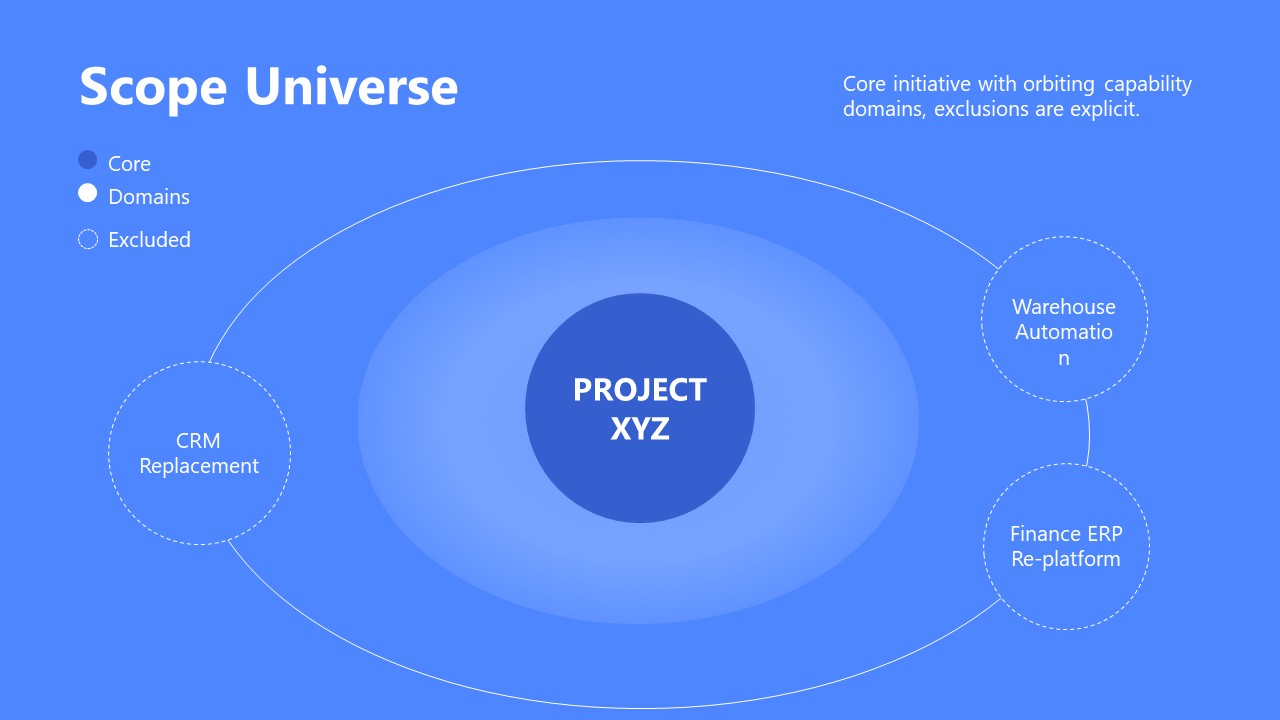 Scope Universe
Core initiative with orbiting capability
domains, exclusions are explicit.
Core
Domains
Excluded
Warehouse
Automatio
n
PROJECT
XYZ
CRM
Replacement
Finance ERP
Re-platform